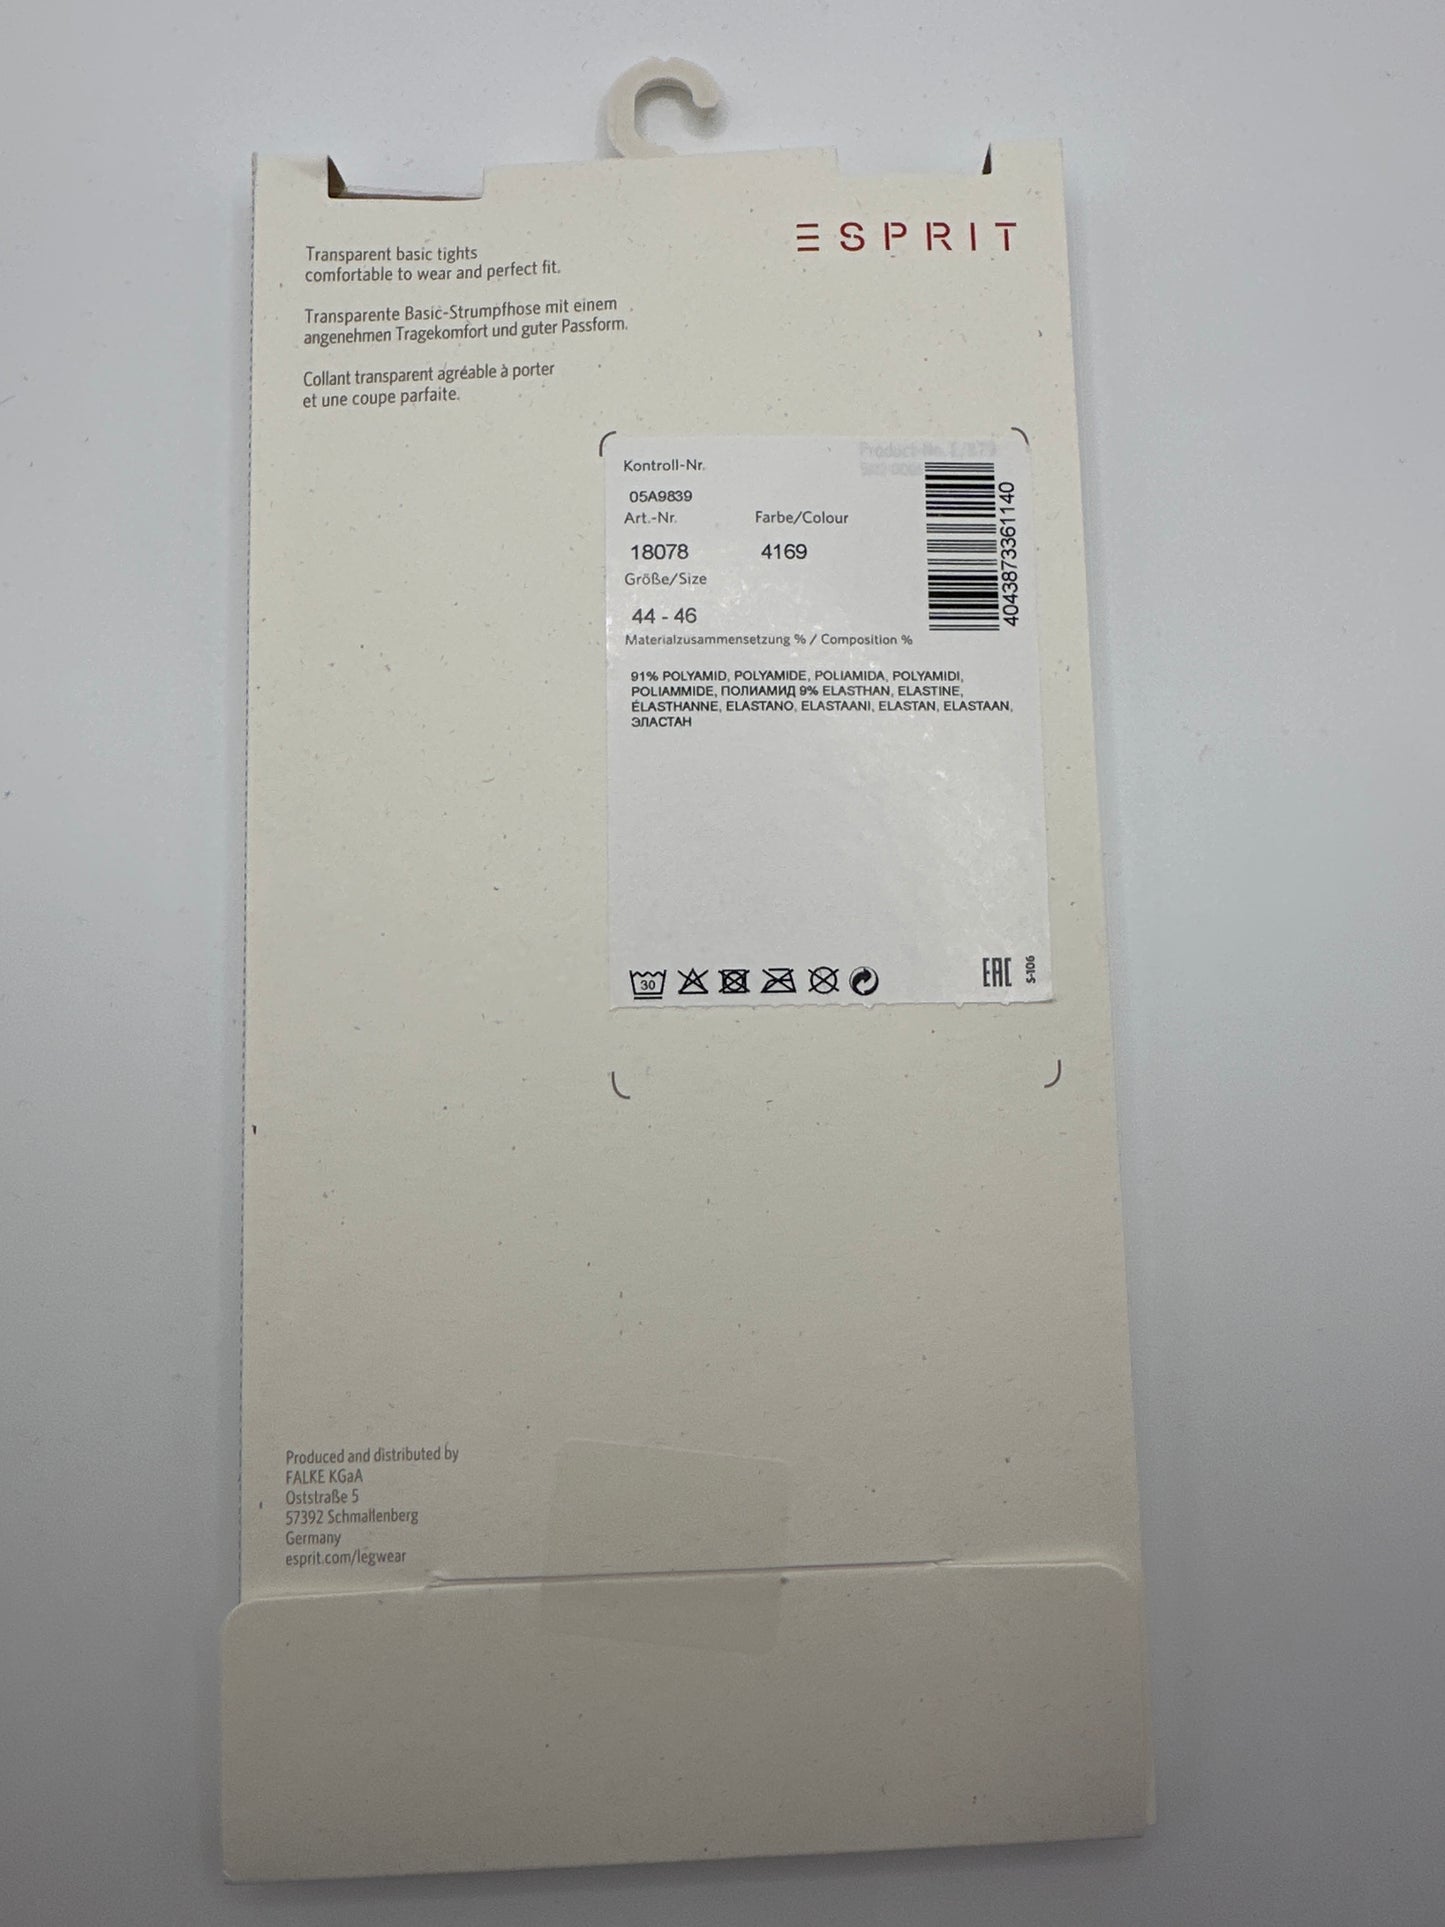 ESPRIT
Transparent basic tights
comfortable to wear and perfect fit.
Transparente Basic-Strumpfhose mit einem
angenehmen Tragekomfort und guter Passform.
Collant transparent agréable à porter
et une coupe parfaite.
Kontroll-Nr.
05A9839
Art.-Nr. Farbe/Colour
18078 4169
Größe/Size
44 - 46
4043873361140
Materialzusammensetzung % / Composition %
91% POLYAMID, POLYAMIDE, POLIAMIDA, POLYAMIDI,
POLIAMMIDE, ПОЛИАМИД 9% ELASTHAN, ELASTINE,
ÉLASTHANNE, ELASTANO, ELASTAANI, ELASTAN, ELASTAAN,
ЭЛАСТАН
30
EAC
S-106
Produced and distributed by
FALKE KGaA
Oststraße 5
57392 Schmallenberg
Germany
esprit.com/legwear